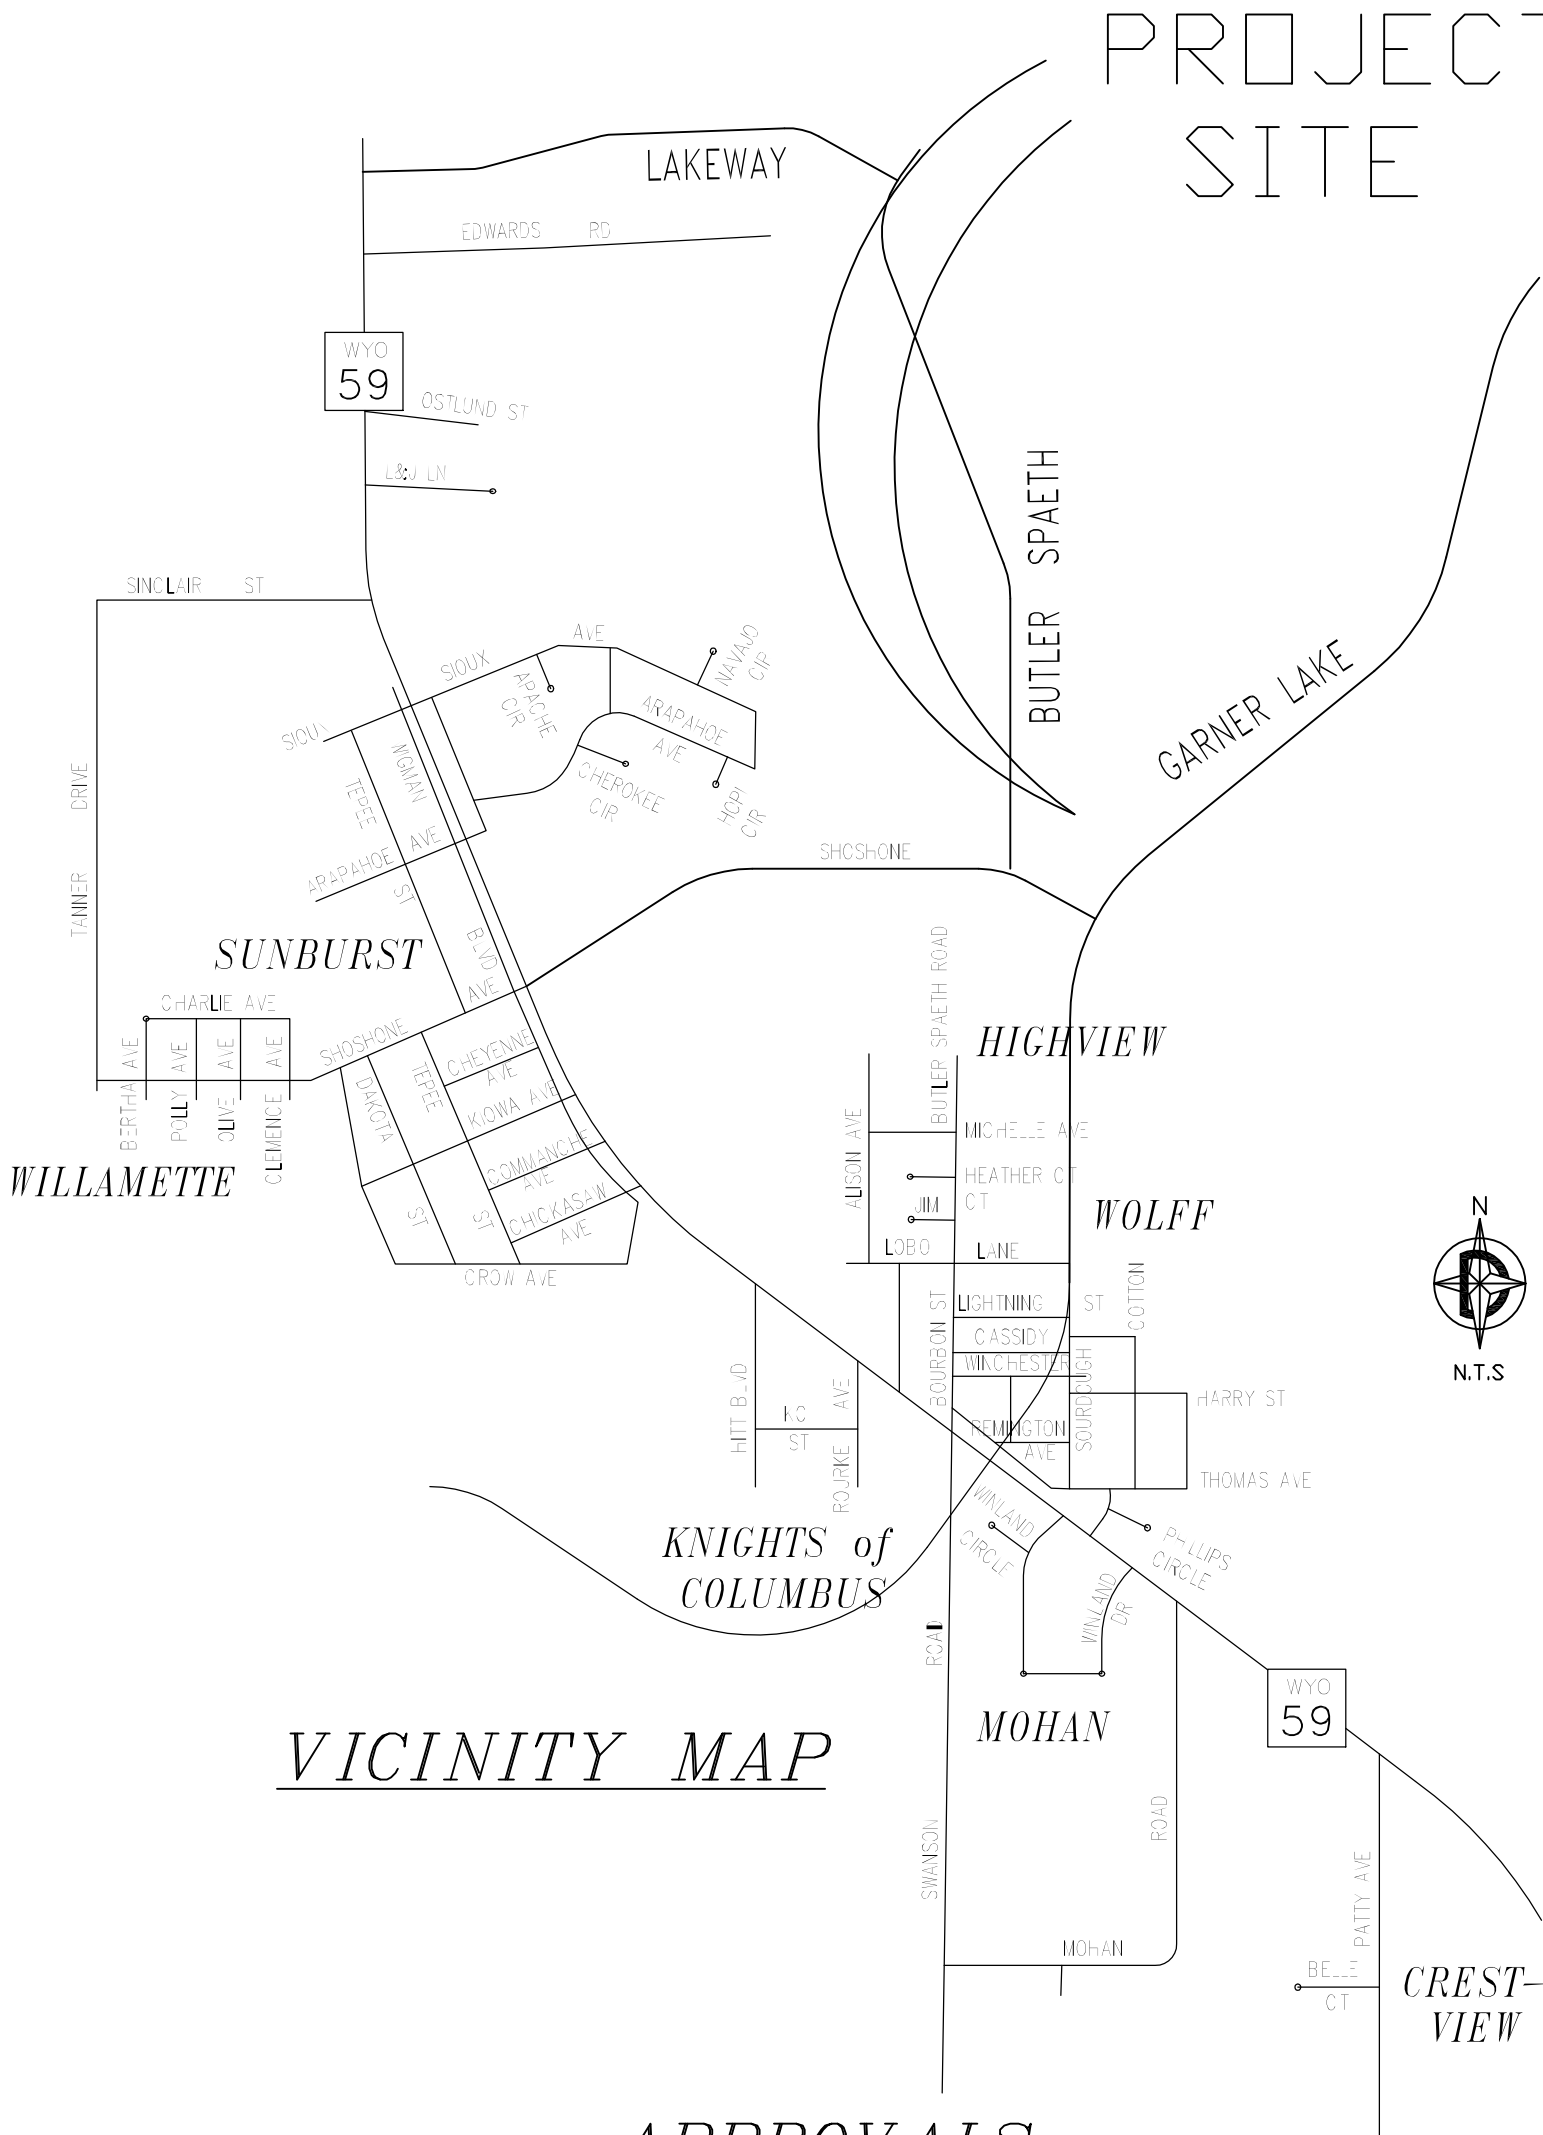 PROJECT
SITE
LAKEWAY
EDWARDS RD
WYO
59
OSTLUND ST
L&J LN
BUTLER SPAETH
SINCLAIR ST
GARNER LAKE
SIOUX AVE
NAVAJO
CIR
APACHE
CIR
ARAPAHOE
AVE
SIOUX
CHEROKEE
CIR
HOPI
CIR
TEPEE
ST
ARAPAHOE AVE
BLVD
TANNER DRIVE
SHOSHONE
SUNBURST
AVE
CHARLIE AVE
SHOSHONE
BERTHA AVE
POLLY AVE
OLIVE AVE
CLEMENCE AVE
WILLAMETTE
DAKOTA
ST
TEPEE
ST
CHEYENNE
AVE
KIOWA AVE
COMMANCHE
AVE
CHICKASAW
AVE
CROW AVE
BUTLER SPAETH ROAD
HIGHVIEW
ALISON AVE
MICHELLE AVE
HEATHER CT
JIM CT
WOLFF
LOBO LANE
N
N.T.S
LIGHTNING ST
COTTON
CASSIDY
WINCHESTER
BOURBON ST
SOURDOUGH
HARRY ST
REMINGTON
AVE
THOMAS AVE
HITT BLVD
KC
ST
ROURKE AVE
KNIGHTS of
COLUMBUS
WINLAND
CIRCLE
PHILLIPS
CIRCLE
WINLAND
DR
SWANSON ROAD
MOHAN
WYO
59
VICINITY MAP
ROAD
MOHAN
PATTY AVE
BELLE
CT
CREST-
VIEW
APPROVALS